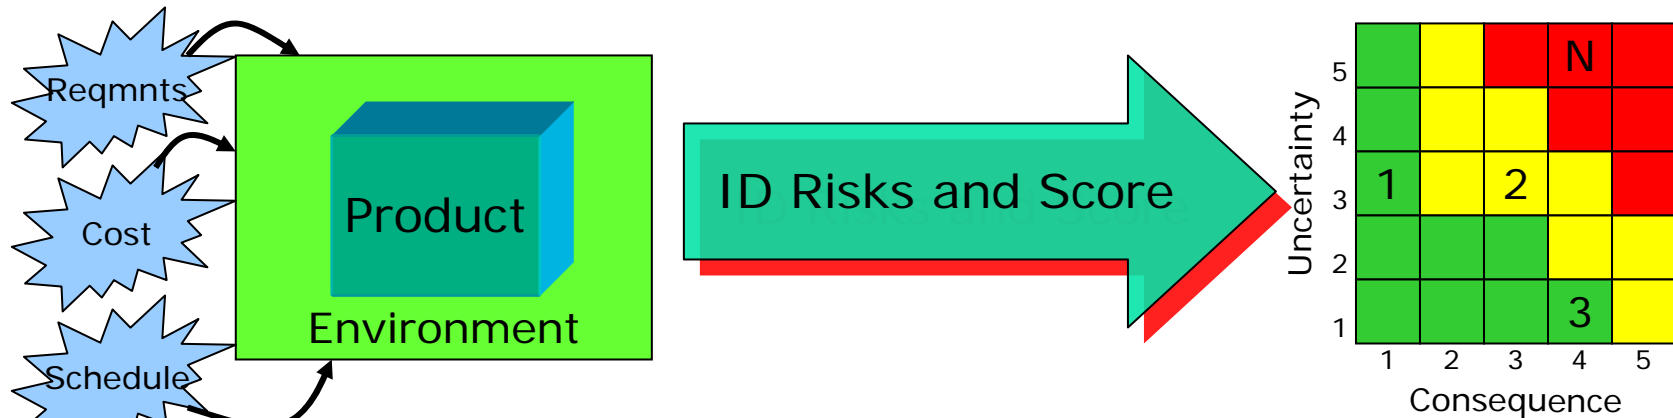 Reqmnts
Cost
Schedule
Product
Environment
ID Risks and Score
Uncertainty
5
4
3
2
1
N
1
2
3
1 2 3 4 5
Consequence